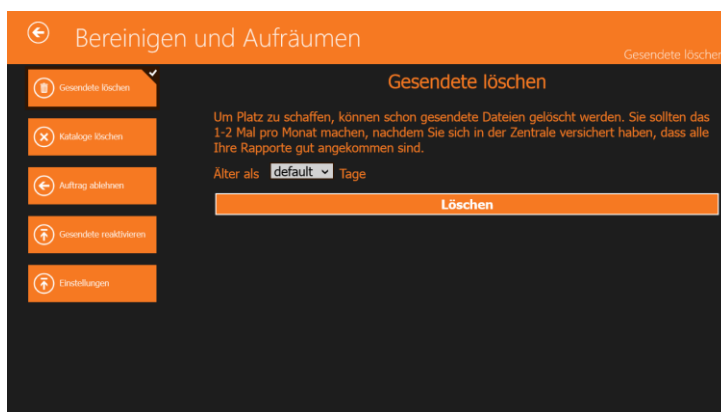 Bereinigen und Aufräumen
Gesendete löschen
Gesendete löschen
Kataloge löschen
Auftrag ablehnen
Gesendete reaktivieren
Einstellungen
Gesendete löschen
Um Platz zu schaffen, können schon gesendete Dateien gelöscht werden. Sie sollten das
1-2 Mal pro Monat machen, nachdem Sie sich in der Zentrale versichert haben, dass alle
Ihre Rapporte gut angekommen sind.
Älter als default Tage
Löschen